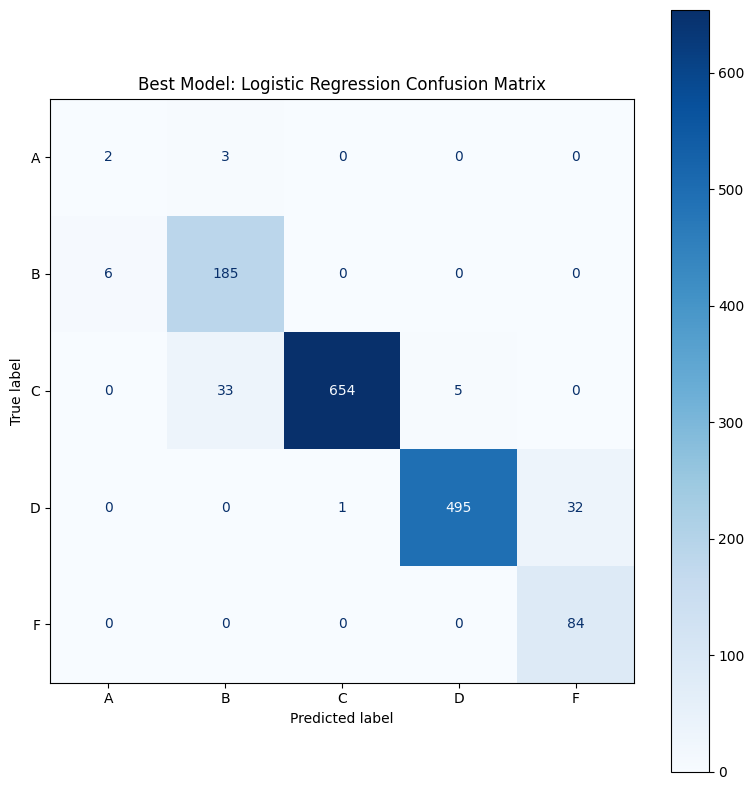 Best Model: Logistic Regression Confusion Matrix
A 2 3 0 0 0
B 6 185 0 0 0
C 0 33 654 5 0
D 0 0 1 495 32
F 0 0 0 0 84
A B C D F
Predicted label
True label
600
500
400
300
200
100
0